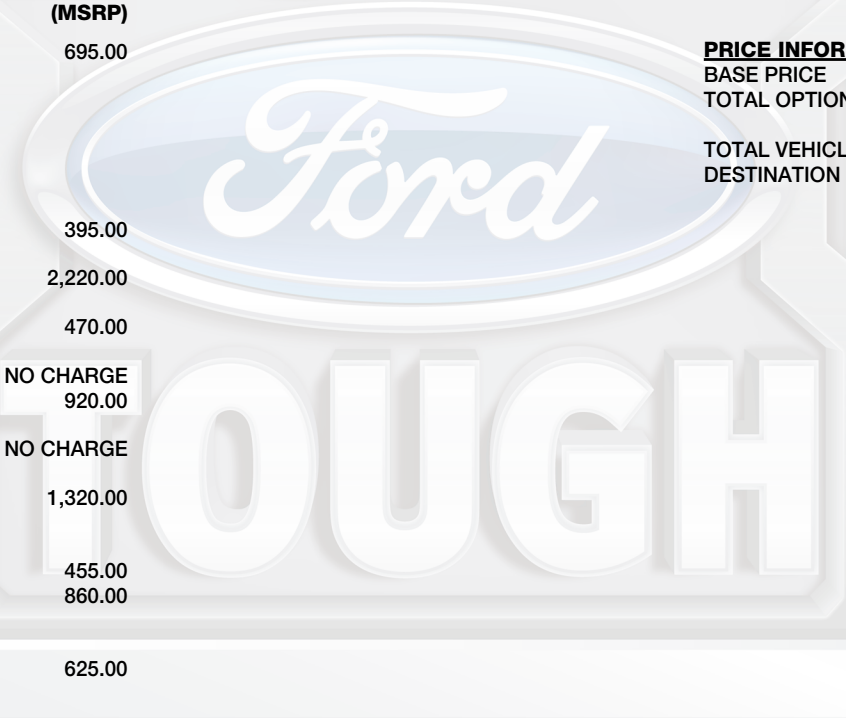 (MSRP)
695.00
395.00
2,220.00
470.00
NO CHARGE
920.00
NO CHARGE
1,320.00
455.00
860.00
625.00
PRICE INFOR
BASE PRICE
TOTAL OPTION
TOTAL VEHICL
DESTINATION
Ford
TOUGH